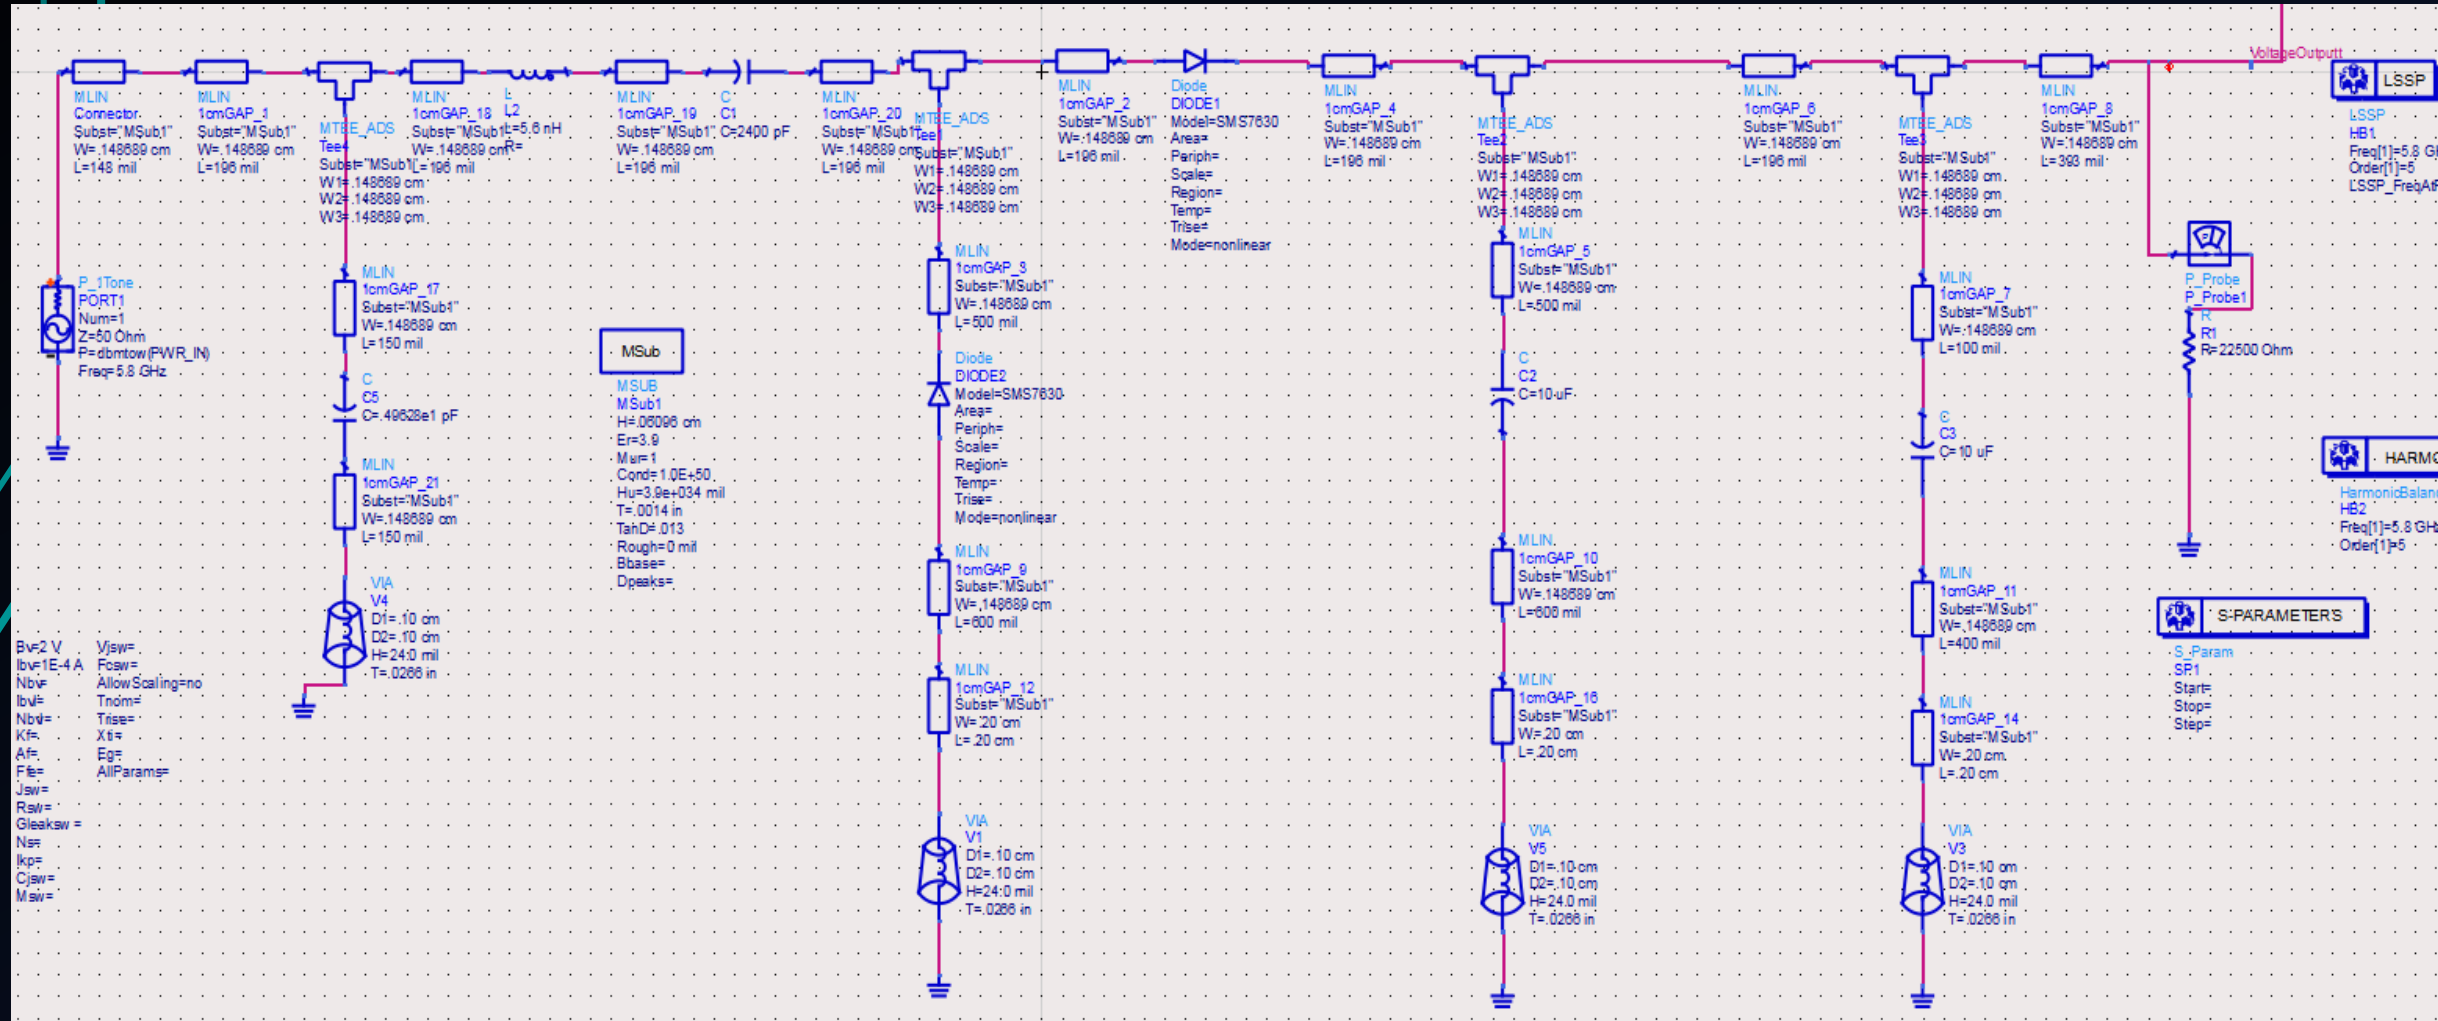 MLIN
Connector
Subst="MSub1"
W=.148689 cm
L=148 mil
MLIN
1cmGAP_1
Subst="MSub1"
W=.148689 cm
L=196 mil
MTEE_ADS
Tee4
Subst="MSub1"
W1=.148689 cm
W2=.148689 cm
W3=.148689 cm
MLIN
1cmGAP_18
Subst="MSub1"
W=.148689 cm
L=196 mil
L
L2
L=5.6 nH
R=
MLIN
1cmGAP_19
Subst="MSub1"
W=.148689 cm
L=196 mil
C
C1
C=2400 pF
MLIN
1cmGAP_20
Subst="MSub1"
W=.148689 cm
L=196 mil
MTEE_ADS
Subst="MSub1"
W1=.148689 cm
W2=.148689 cm
W3=.148689 cm
MLIN
1cmGAP_2
Subst="MSub1"
W=.148689 cm
L=196 mil
Diode
DIODE1
Model=SMS7630
Area=
Periph=
Scale=
Region=
Temp=
Trise=
Mode=nonlinear
MLIN
1cmGAP_4
Subst="MSub1"
W=.148689 cm
L=196 mil
MTEE_ADS
Tee2
Subst="MSub1"
W1=.148689 cm
W2=.148689 cm
W3=.148689 cm
MLIN
1cmGAP_6
Subst="MSub1"
W=.148689 cm
L=196 mil
MTEE_ADS
Tee3
Subst="MSub1"
W1=.148689 cm
W2=.148689 cm
W3=.148689 cm
MLIN
1cmGAP_8
Subst="MSub1"
W=.148689 cm
L=393 mil
VoltageOutputt
LSSP
LSSP
HB1
Freq[1]=5.8 G
Order[1]=5
LSSP_FreqAt
P_1Tone
PORT1
Num=1
Z=50 Ohm
P=dbmtow(PWR_IN)
Freq=5.8 GHz
MLIN
1cmGAP_17
Subst="MSub1"
W=.148689 cm
L=150 mil
C
C5
C=.49628e1 pF
MLIN
1cmGAP_21
Subst="MSub1"
W=.148689 cm
L=150 mil
VIA
V4
D1=.10 cm
D2=.10 cm
H=24.0 mil
T=.0266 in
MSub
MSUB
MSub1
H=.06096 cm
Er=3.9
Mur=1
Cond=1.0E+50
Hu=3.9e+034 mil
T=.0014 in
TanD=.013
Rough=0 mil
Bbase=
Dpeaks=
MLIN
1cmGAP_3
Subst="MSub1"
W=.148689 cm
L=500 mil
Diode
DIODE2
Model=SMS7630
Area=
Periph=
Scale=
Region=
Temp=
Trise=
Mode=nonlinear
MLIN
1cmGAP_9
Subst="MSub1"
W=.148689 cm
L=600 mil
MLIN
1cmGAP_12
Subst="MSub1"
W=.20 cm
L=.20 cm
VIA
V1
D1=.10 cm
D2=.10 cm
H=24.0 mil
T=.0266 in
MLIN
1cmGAP_5
Subst="MSub1"
W=.148689 cm
L=500 mil
C
C2
C=10 uF
MLIN
1cmGAP_10
Subst="MSub1"
W=.148689 cm
L=600 mil
MLIN
1cmGAP_16
Subst="MSub1"
W=.20 cm
L=.20 cm
VIA
V5
D1=.10 cm
D2=.10 cm
H=24.0 mil
T=.0266 in
MLIN
1cmGAP_7
Subst="MSub1"
W=.148689 cm
L=100 mil
C
C3
C=10 uF
MLIN
1cmGAP_11
Subst="MSub1"
W=.148689 cm
L=400 mil
MLIN
1cmGAP_14
Subst="MSub1"
W=.20 cm
L=.20 cm
VIA
V3
D1=.10 cm
D2=.10 cm
H=24.0 mil
T=.0266 in
P_Probe
P_Probe1
R
R1
R=22500 Ohm
HARMO
HarmonicBalan
HB2
Freq[1]=5.8 GH
Order[1]=5
S-PARAMETERS
S_Param
SP1
Start=
Stop=
Step=
Bv=2 V
Ibv=1E-4 A
Nbv=
Ibvl=
Nbvl=
Kf=
Af=
Ffe=
Jsw=
Rsw=
Gleaksw=
Ns=
Ikp=
Cjsw=
Msw=
Vjsw=
Fcsw=
AllowScaling=no
Tnom=
Trise=
Xti=
Eg=
AllParams=